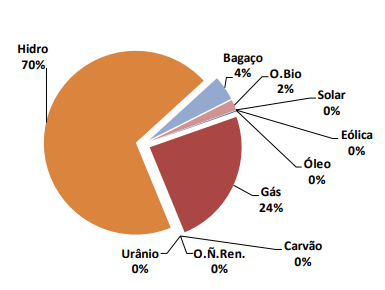 Hidro
70%
Bagaço
4%
O.Bio
2%
Solar
0%
Eólica
0%
Óleo
0%
Gás
24%
Carvão
0%
O.Ñ.Ren.
0%
Urânio
0%